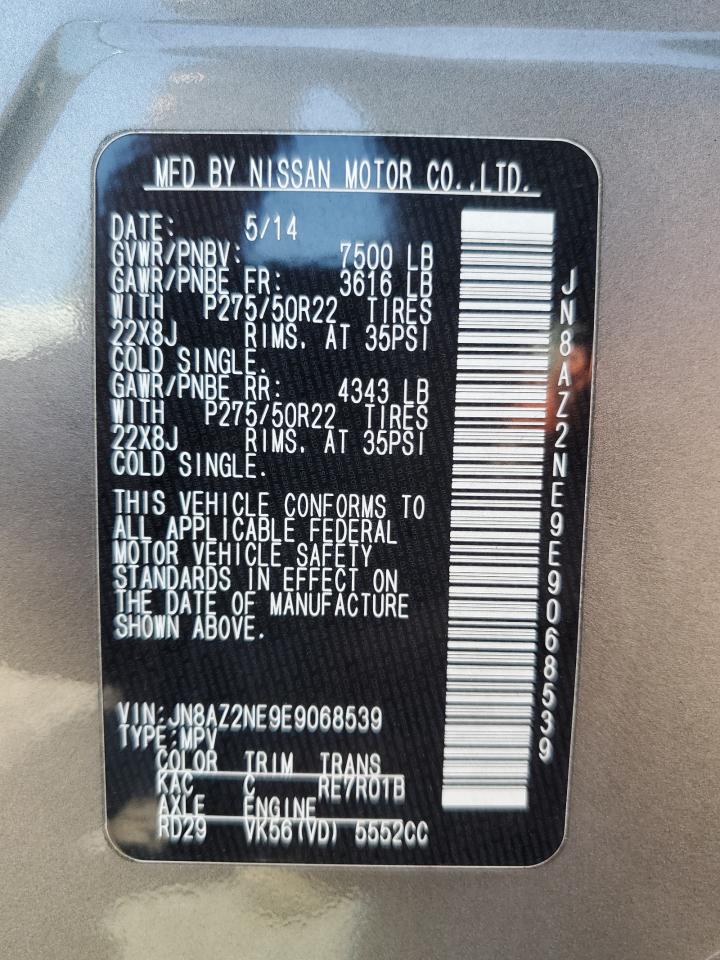 MFD BY NISSAN MOTOR CO.,LTD.
DATE: 5/14
GVWR/PNBV: 7500 LB
GAWR/PNBE FR: 3616 LB
WITH P275/50R22 TIRES
22X8J RIMS. AT 35PSI
COLD SINGLE.
GAWR/PNBE RR: 4343 LB
WITH P275/50R22 TIRES
22X8J RIMS. AT 35PSI
COLD SINGLE.
THIS VEHICLE CONFORMS TO
ALL APPLICABLE FEDERAL
MOTOR VEHICLE SAFETY
STANDARDS IN EFFECT ON
THE DATE OF MANUFACTURE
SHOWN ABOVE.
VIN:JN8AZ2NE9E9068539
TYPE:MPV
COLOR TRIM TRANS
KAC C RE7R01B
AXLE ENGINE
RD29 VK56(VD) 5552CC
JN8AZ2NE9E9068539